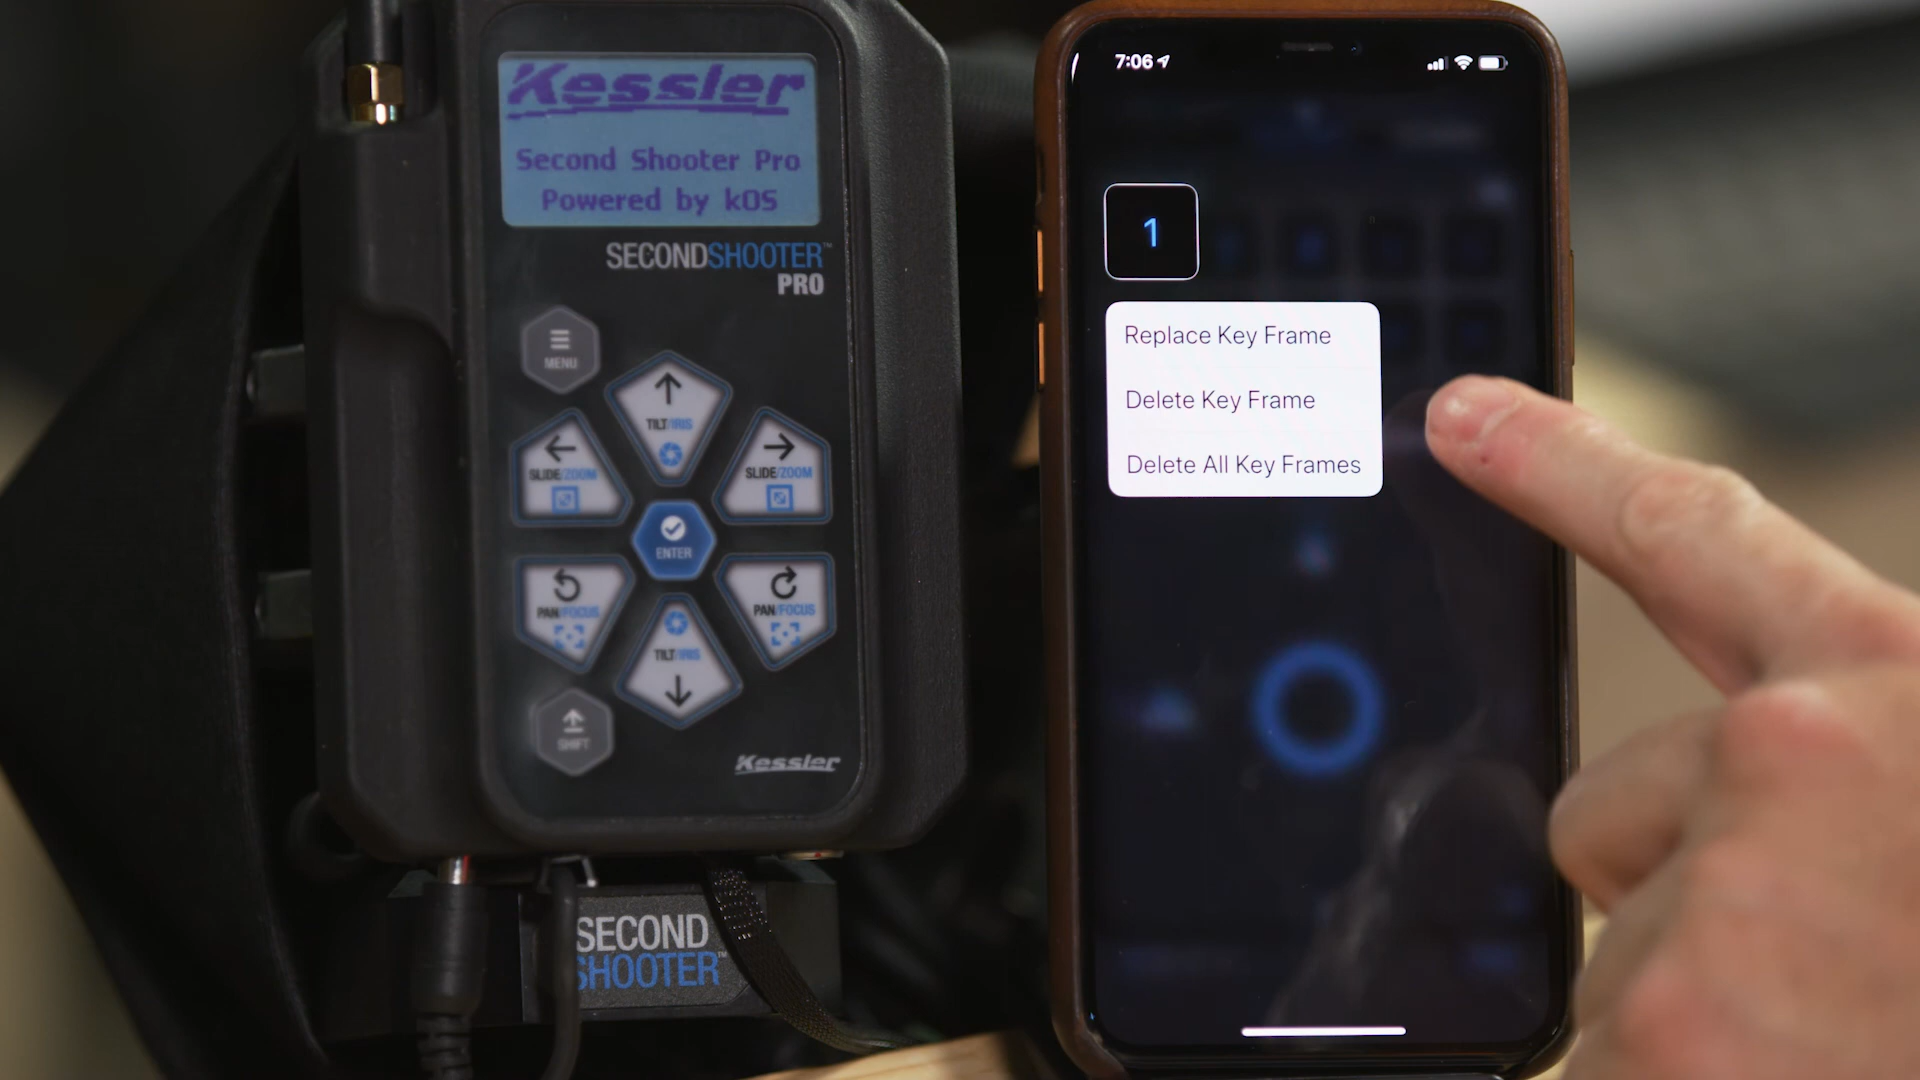 Kessler
Second Shooter Pro
Powered by kOS
SECONDSHOOTER™
PRO
MENU
TILT/IRIS
SLIDE/ZOOM
SLIDE/ZOOM
ENTER
PAN/FOCUS
PAN/FOCUS
TILT/IRIS
SHIFT
Kessler
SECOND
SHOOTER™
7:06
1
Replace Key Frame
Delete Key Frame
Delete All Key Frames